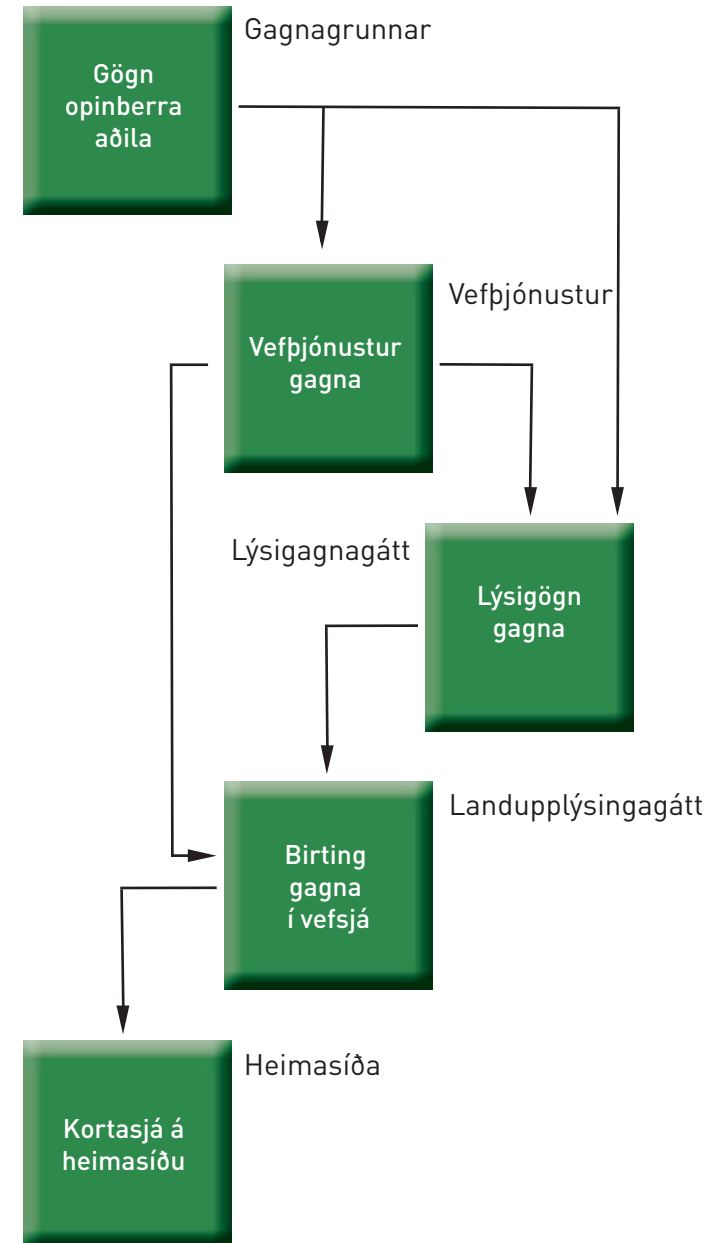 Gagnagrunnar
Gögn
opinberra
aðila
Vefþjónustur
Vefþjónustur
gagna
Lýsigagnagátt
Lýsigögn
gagna
Landupplýsingagátt
Birting
gagna
í vefsjá
Heimasíða
Kortasjá á
heimasíðu